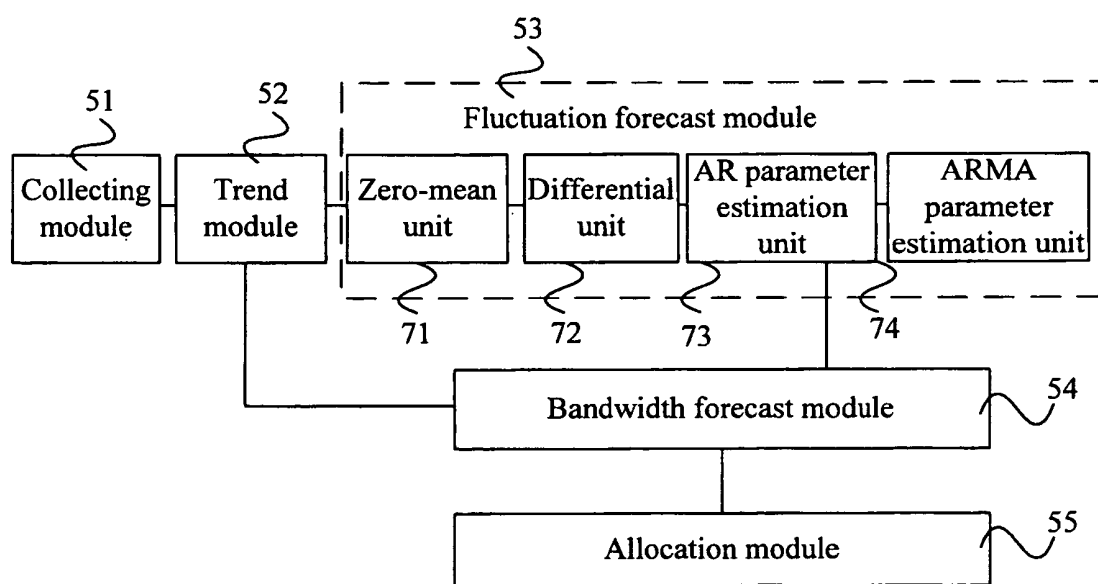 53
51
52
Fluctuation forecast module
Collecting
module
Trend
module
Zero-mean
unit
Differential
unit
AR parameter
estimation
unit
ARMA
parameter
estimation unit
71
72
73
74
Bandwidth forecast module
54
Allocation module
55